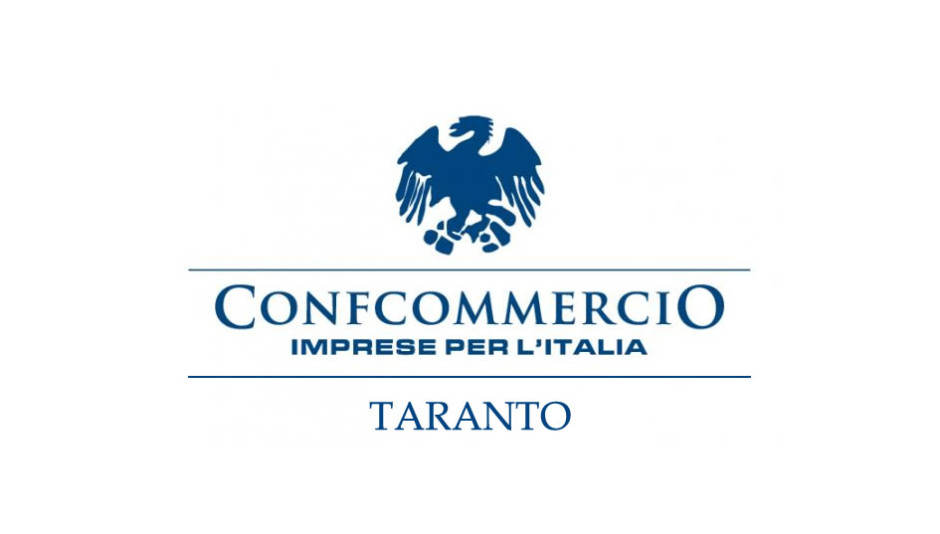 CONFCOMMERCIO
IMPRESE PER L'ITALIA
TARANTO